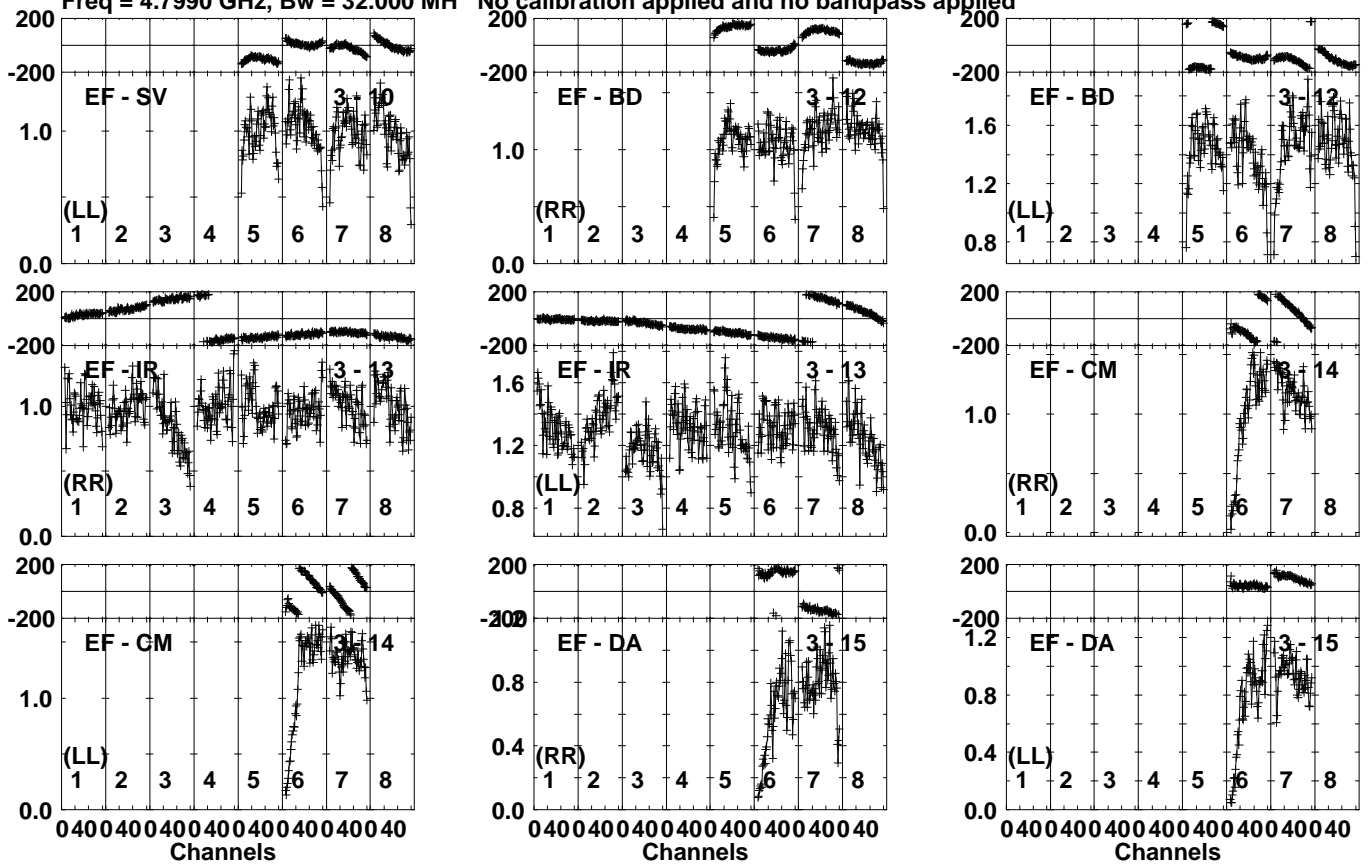 Freq = 4.7990 GHz, Bw = 32.000 MH No calibration applied and no bandpass applied
200
-200
EF - SV 3 - 10
1.0
(LL)
1 2 3 4 5 6 7 8
0.0
200
-200
EF - BD 3 - 12
1.0
(RR)
1 2 3 4 5 6 7 8
0.0
200
-200
EF - BD 3 - 12
1.6
1.2
(LL)
1 2 3 4 5 6 7 8
0.8
200
-200
EF - IR 3 - 13
1.0
(RR)
1 2 3 4 5 6 7 8
0.0
200
-200
EF - IR 3 - 13
1.6
1.2
(LL)
1 2 3 4 5 6 7 8
0.8
200
-200
EF - CM 3 - 14
1.0
(RR)
1 2 3 4 5 6 7 8
0.0
200
-200
EF - CM 3 - 14
1.0
(LL)
1 2 3 4 5 6 7 8
0.0
0 40 0 40 0 40 0 40 0 40 0 40 0 40 0 40
Channels
200
-200
1.2
EF - DA 3 - 15
0.8
0.4
(RR)
1 2 3 4 5 6 7 8
0.0
0 40 0 40 0 40 0 40 0 40 0 40 0 40 0 40
Channels
200
-200
1.2
EF - DA 3 - 15
0.8
0.4
(LL)
1 2 3 4 5 6 7 8
0.0
0 40 0 40 0 40 0 40 0 40 0 40 0 40 0 40
Channels